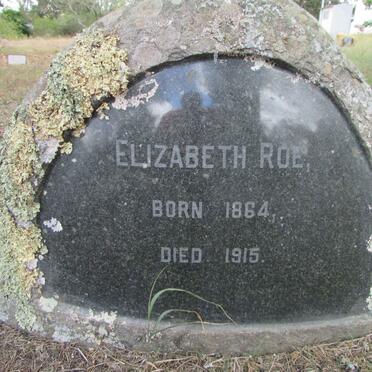 ELIZABETH ROE,
BORN 1864,
DIED 1915.